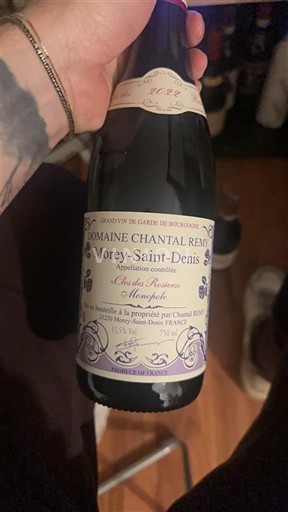 2022
GRAND VIN DE GARDE DE BOURGOGNE
DOMAINE CHANTAL REMY
Morey-Saint-Denis
Appellation contrôlée
«Clos des Rosiers»
Monopole
Mis en bouteille à la propriété par Chantal REMY
21220 Morey-Saint-Denis FRANCE
13,5% Vol 750 ml
PRODUCE OF FRANCE